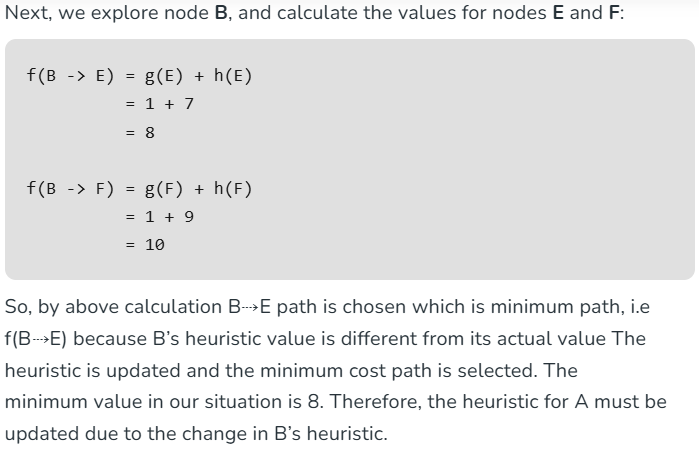 Next, we explore node B, and calculate the values for nodes E and F:
f(B -> E) = g(E) + h(E)
= 1 + 7
= 8
f(B -> F) = g(F) + h(F)
= 1 + 9
= 10
So, by above calculation B⤏E path is chosen which is minimum path, i.e
f(B⤏E) because B’s heuristic value is different from its actual value The
heuristic is updated and the minimum cost path is selected. The
minimum value in our situation is 8. Therefore, the heuristic for A must be
updated due to the change in B’s heuristic.